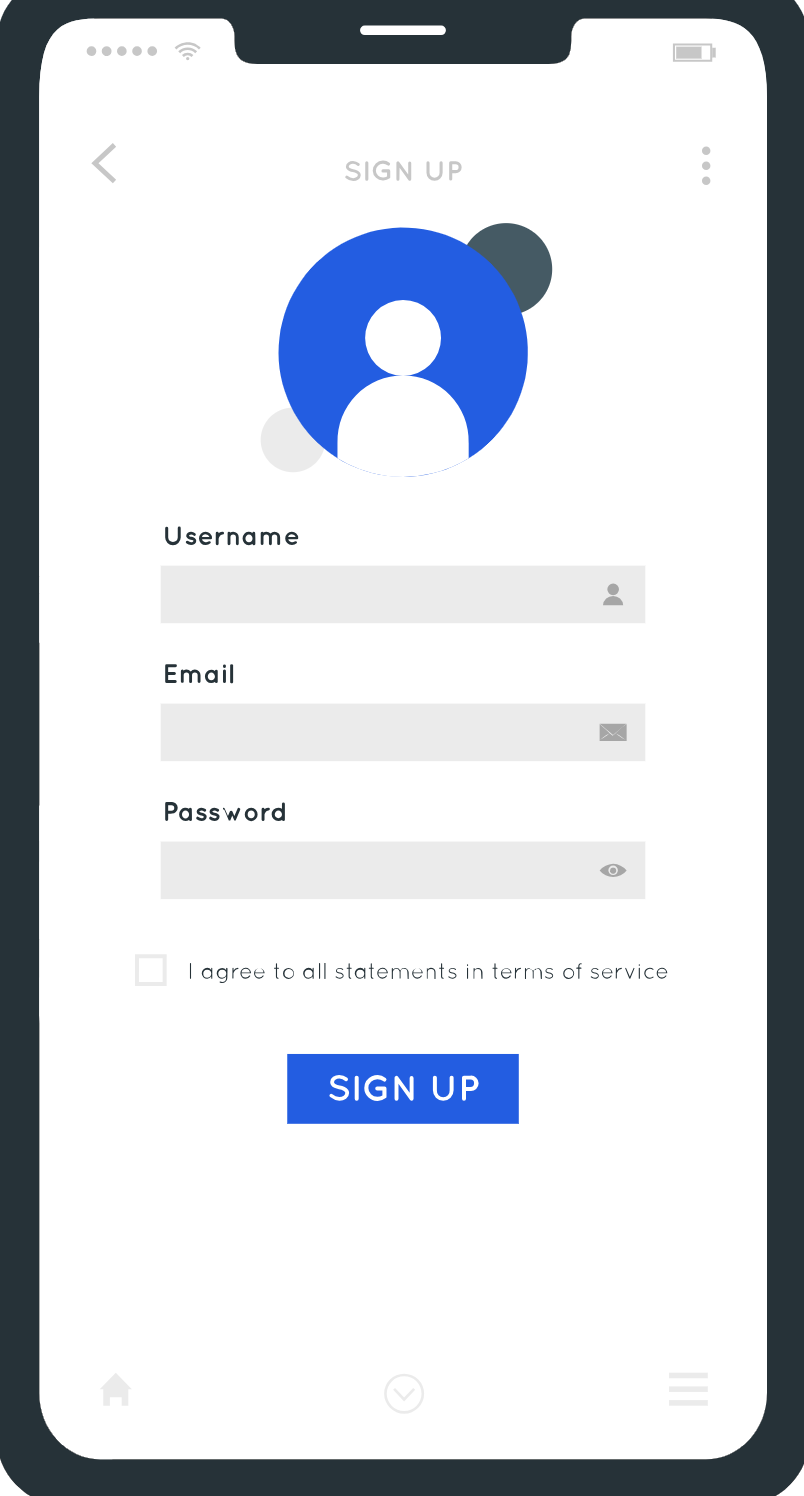 SIGN UP
Username
Email
Password
I agree to all statements in terms of service
SIGN UP